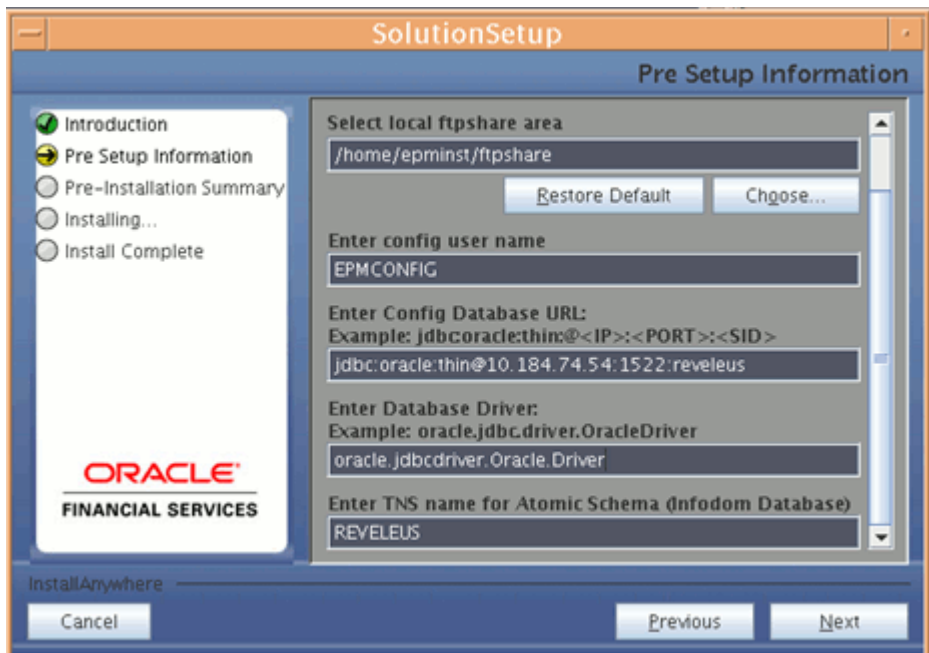 SolutionSetup
Pre Setup Information
Introduction
Pre Setup Information
Pre-Installation Summary
Installing...
Install Complete
ORACLE
FINANCIAL SERVICES
Select local ftpshare area
/home/epminst/ftpshare
Restore Default
Choose...
Enter config user name
EPMCONFIG
Enter Config Database URL:
Example: jdbc:oracle:thin:@<IP>:<PORT>:<SID>
jdbc:oracle:thin@10.184.74.54:1522:reveleus
Enter Database Driver:
Example: oracle.jdbc.driver.OracleDriver
oracle.jdbcdriver.Oracle.Driver
Enter TNS name for Atomic Schema (Infodom Database)
REVELEUS
InstallAnywhere
Cancel
Previous
Next